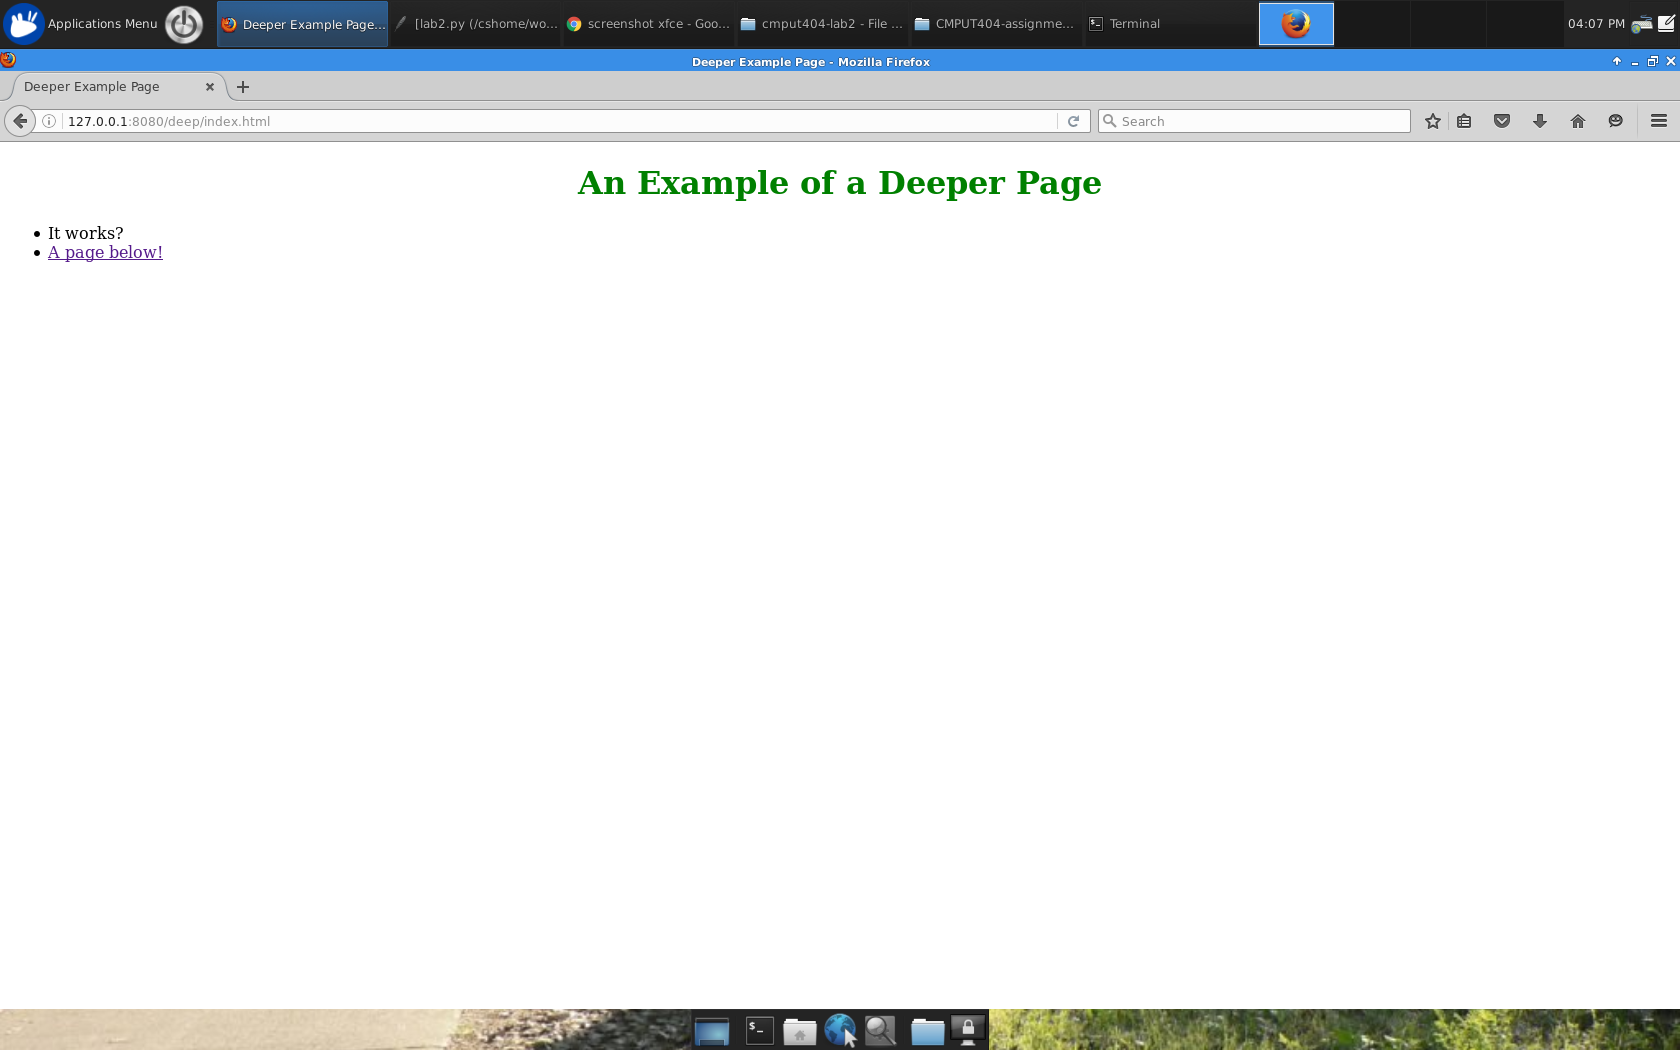 Applications Menu
Deeper Example Page...
[lab2.py (/cshome/wo...
screenshot xfce - Goo...
cmput404-lab2 - File ...
CMPUT404-assignme...
Terminal
04:07 PM
Deeper Example Page - Mozilla Firefox
Deeper Example Page
127.0.0.1:8080/deep/index.html
Search
An Example of a Deeper Page
• It works?
• A page below!
$_